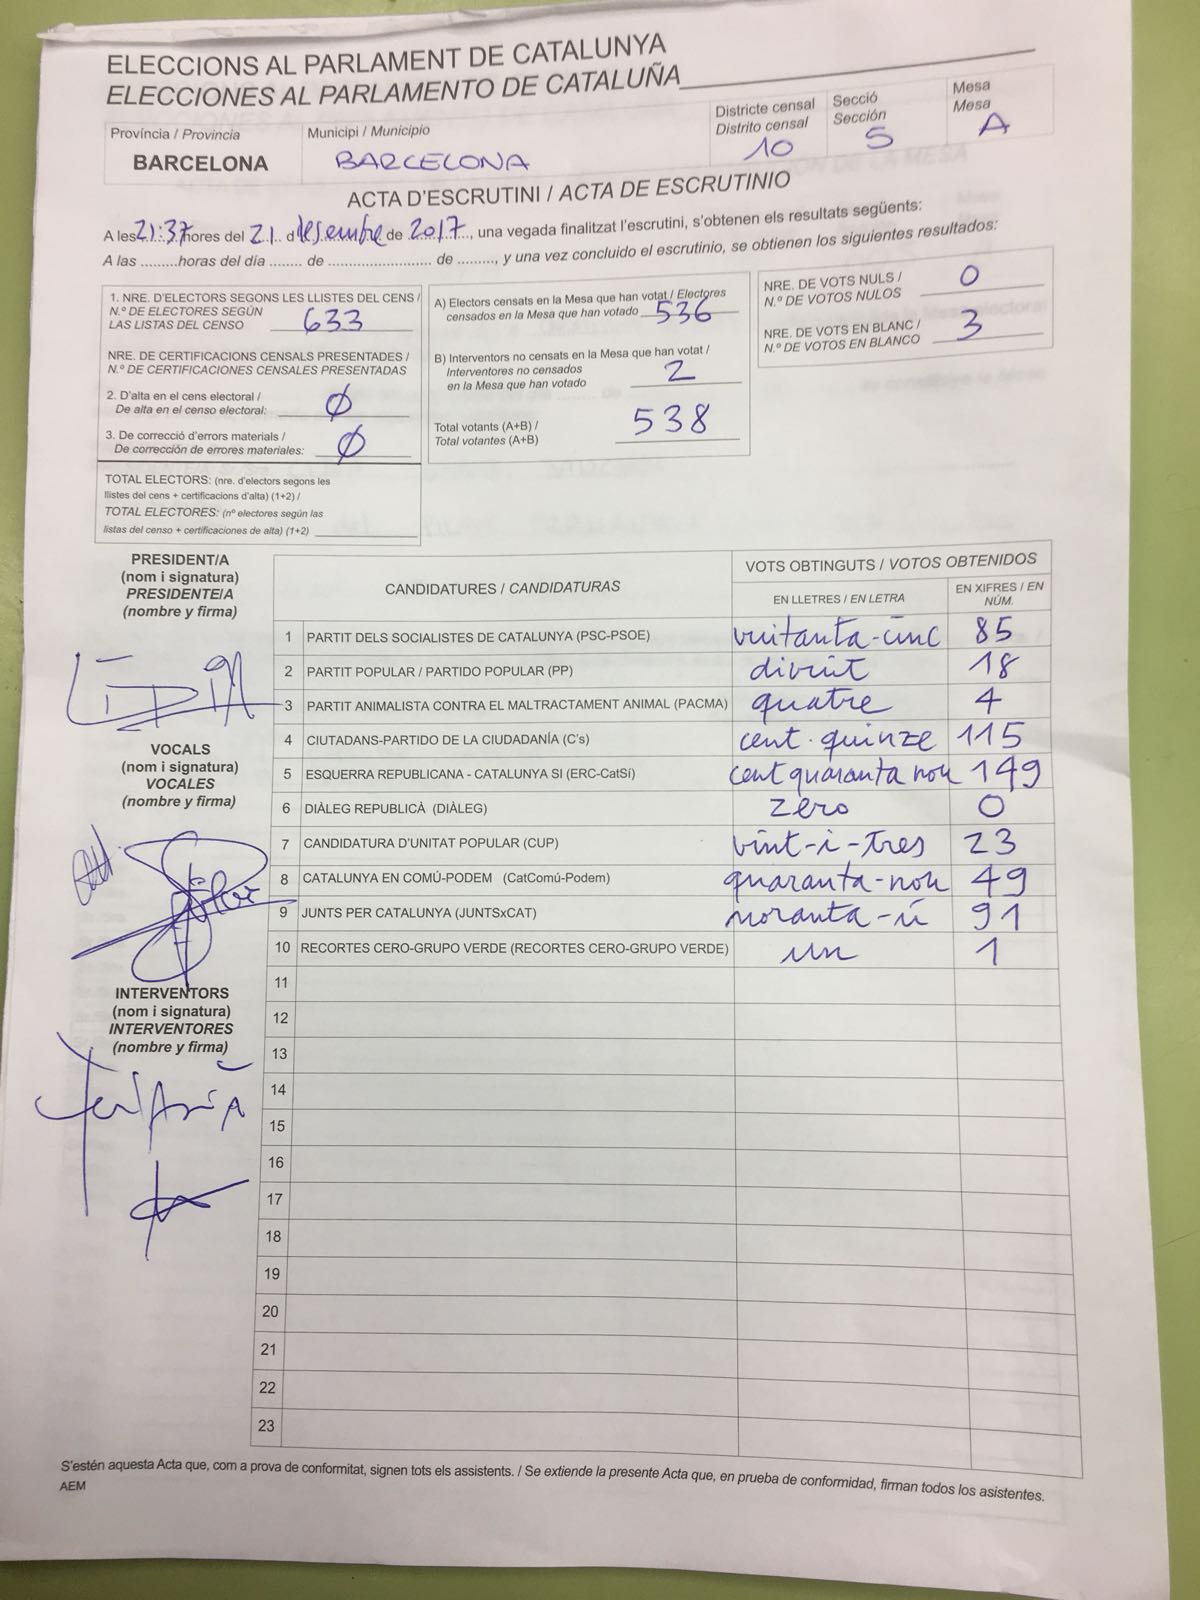 ELECCIONS AL PARLAMENT DE CATALUNYA
ELECCIONES AL PARLAMENTO DE CATALUÑA
Província / Provincia
BARCELONA
Municipi / Municipio
BARCELONA
Districte censal
Distrito censal
10
Secció
Sección
5
Mesa
Mesa
A
ACTA D'ESCRUTINI / ACTA DE ESCRUTINIO
A les 21:37 hores del 21 d desembre de 2017, una vegada finalitzat l'escrutini, s'obtenen els resultats següents:
A las .........horas del día ........ de ......................... de ........., y una vez concluido el escrutinio, se obtienen los siguientes resultados:
1. NRE. D'ELECTORS SEGONS LES LLISTES DEL CENS /
N.º DE ELECTORES SEGÚN
LAS LISTAS DEL CENSO 633
NRE. DE CERTIFICACIONS CENSALS PRESENTADES /
N.º DE CERTIFICACIONES CENSALES PRESENTADAS
2. D'alta en el cens electoral /
De alta en el censo electoral: Ø
3. De correcció d'errors materials /
De corrección de errores materiales: Ø
TOTAL ELECTORS: (nre. d'electors segons les
llistes del cens + certificacions d'alta) (1+2) /
TOTAL ELECTORES: (nº electores según las
listas del censo + certificaciones de alta) (1+2)
A) Electors censats en la Mesa que han votat / Electores
censados en la Mesa que han votado 536
B) Interventors no censats en la Mesa que han votat /
Interventores no censados
en la Mesa que han votado 2
Total votants (A+B) /
Total votantes (A+B) 538
NRE. DE VOTS NULS /
N.º DE VOTOS NULOS 0
NRE. DE VOTS EN BLANC /
N.º DE VOTOS EN BLANCO 3
PRESIDENT/A
(nom i signatura)
PRESIDENTE/A
(nombre y firma)
VOCALS
(nom i signatura)
VOCALES
(nombre y firma)
INTERVENTORS
(nom i signatura)
INTERVENTORES
(nombre y firma)
CANDIDATURES / CANDIDATURAS
VOTS OBTINGUTS / VOTOS OBTENIDOS
EN LLETRES / EN LETRA
EN XIFRES / EN NÚM.
1 PARTIT DELS SOCIALISTES DE CATALUNYA (PSC-PSOE) vuitanta-cinc 85
2 PARTIT POPULAR / PARTIDO POPULAR (PP) divuit 18
3 PARTIT ANIMALISTA CONTRA EL MALTRACTAMENT ANIMAL (PACMA) quatre 4
4 CIUTADANS-PARTIDO DE LA CIUDADANÍA (C's) cent quinze 115
5 ESQUERRA REPUBLICANA - CATALUNYA SI (ERC-CatSí) cent quaranta nou 149
6 DIÀLEG REPUBLICÀ (DIÀLEG) zero 0
7 CANDIDATURA D'UNITAT POPULAR (CUP) vint-i-tres 23
8 CATALUNYA EN COMÚ-PODEM (CatComú-Podem) quaranta-nou 49
9 JUNTS PER CATALUNYA (JUNTSxCAT) noranta-ú 91
10 RECORTES CERO-GRUPO VERDE (RECORTES CERO-GRUPO VERDE) un 1
11
12
13
14
15
16
17
18
19
20
21
22
23
S'estén aquesta Acta que, com a prova de conformitat, signen tots els assistents. / Se extiende la presente Acta que, en prueba de conformidad, firman todos los asistentes.
AEM